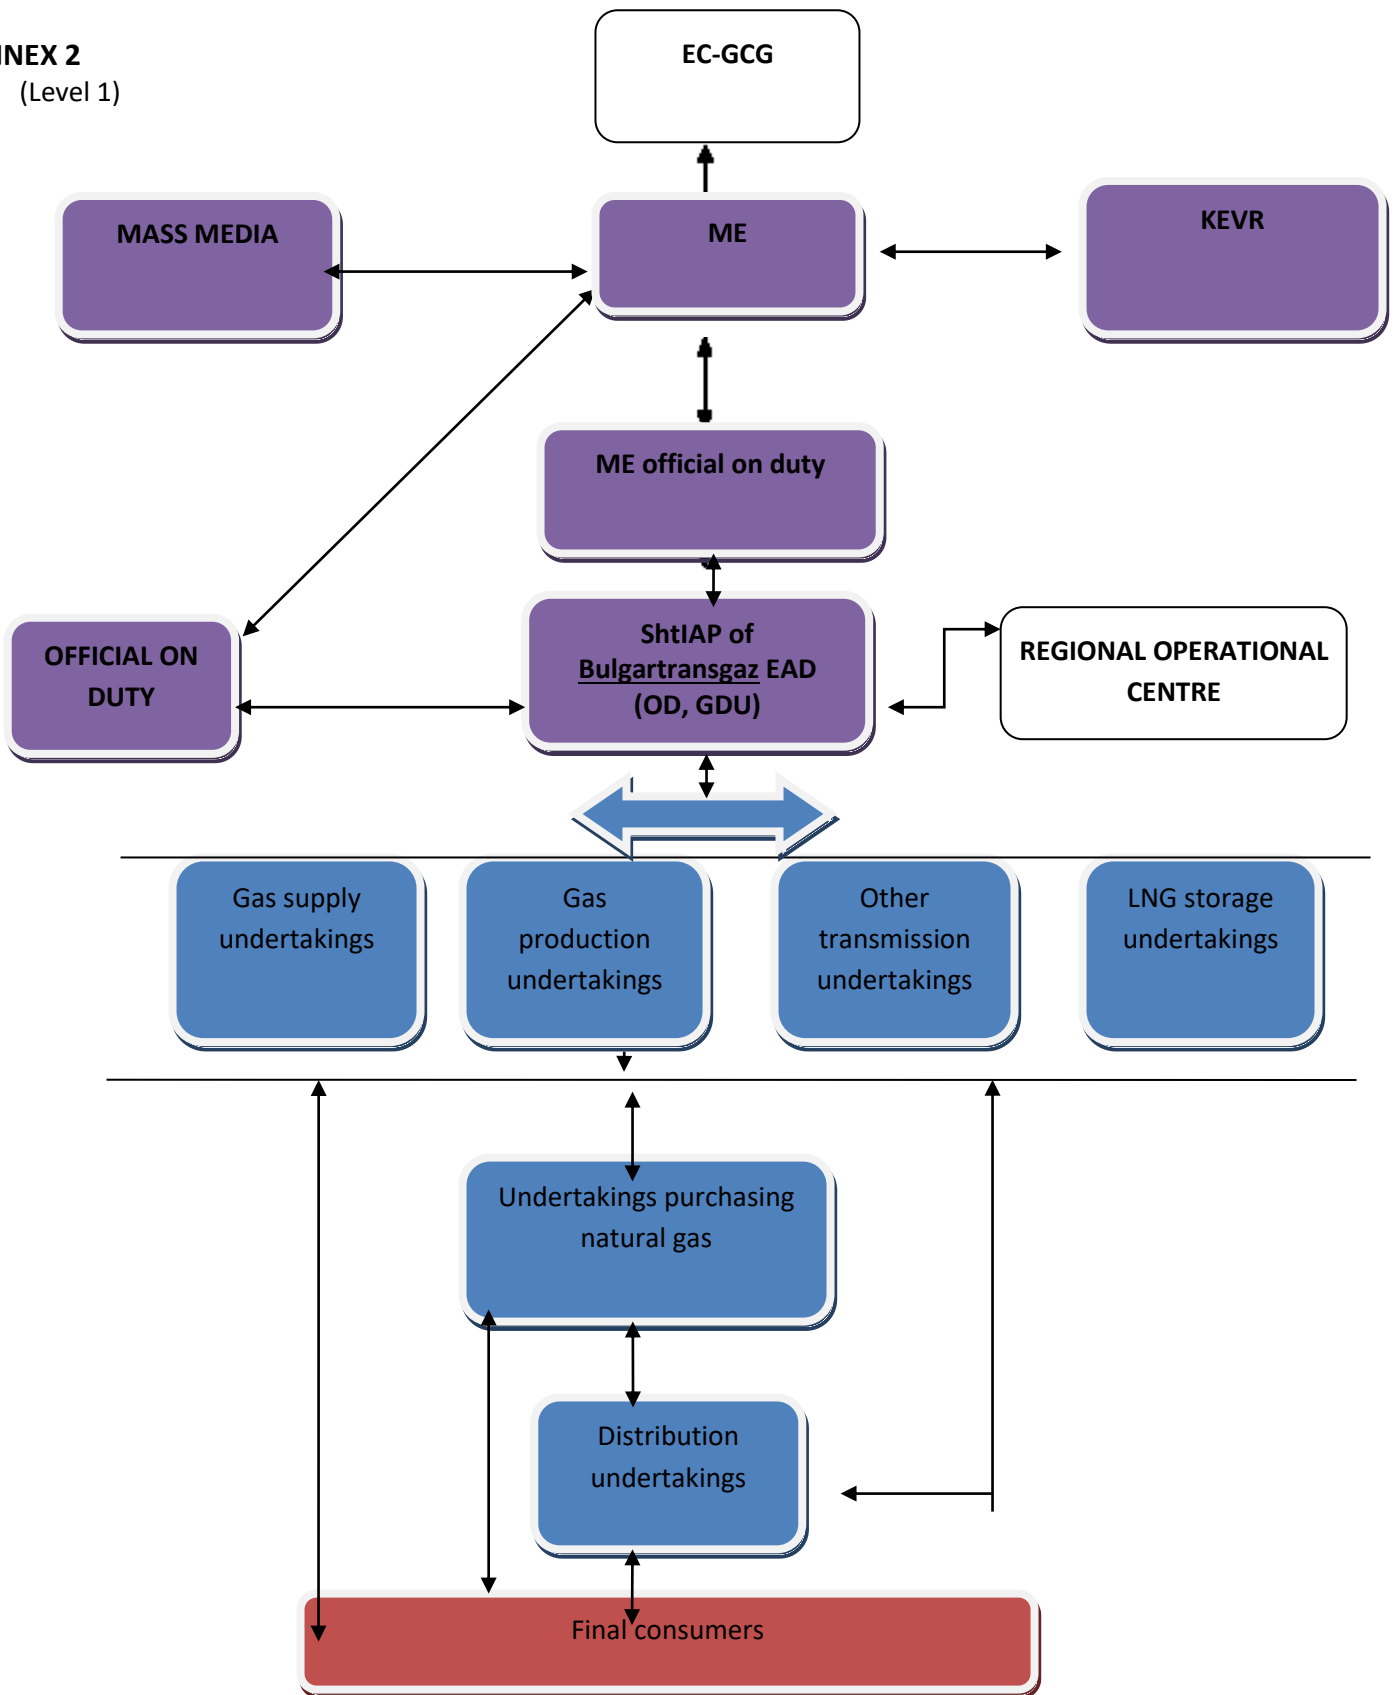 NEX 2
(Level 1)
EC-GCG
MASS MEDIA
ME
KEVR
ME official on duty
OFFICIAL ON
DUTY
ShtIAP of
Bulgartransgaz EAD
(OD, GDU)
REGIONAL OPERATIONAL
CENTRE
Gas supply
undertakings
Gas
production
undertakings
Other
transmission
undertakings
LNG storage
undertakings
Undertakings purchasing
natural gas
Distribution
undertakings
Final consumers